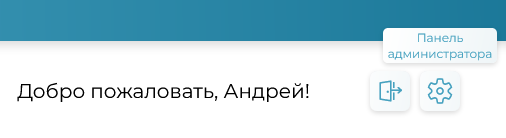 Панель
администратора
Добро пожаловать, Андрей!